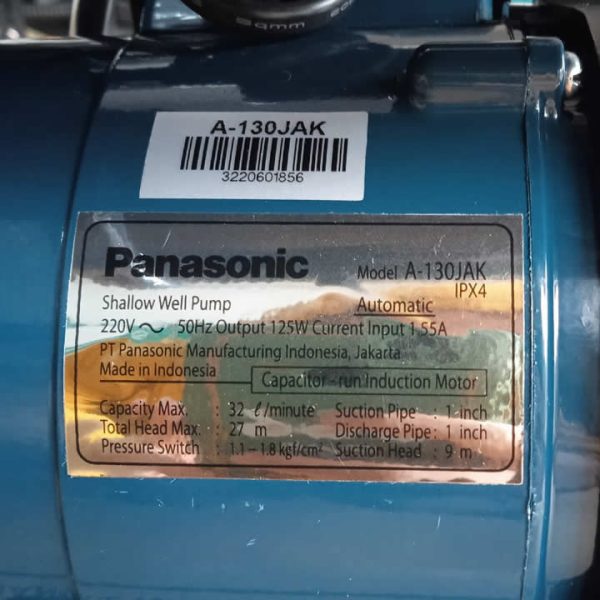 A-130JAK
3220601856
Panasonic
Model A-130JAK
IPX4
Shallow Well Pump
Automatic
220V ～ 50Hz Output 125W Current Input 1 55A
PT Panasonic Manufacturing Indonesia, Jakarta
Made in Indonesia
Capacitor - run Induction Motor
Capacity Max. : 32 ℓ/minute Suction Pipe : 1 inch
Total Head Max. : 27 m Discharge Pipe : 1 inch
Pressure Switch : 1.1 – 1.8 kgf/cm² Suction Head : 9 m